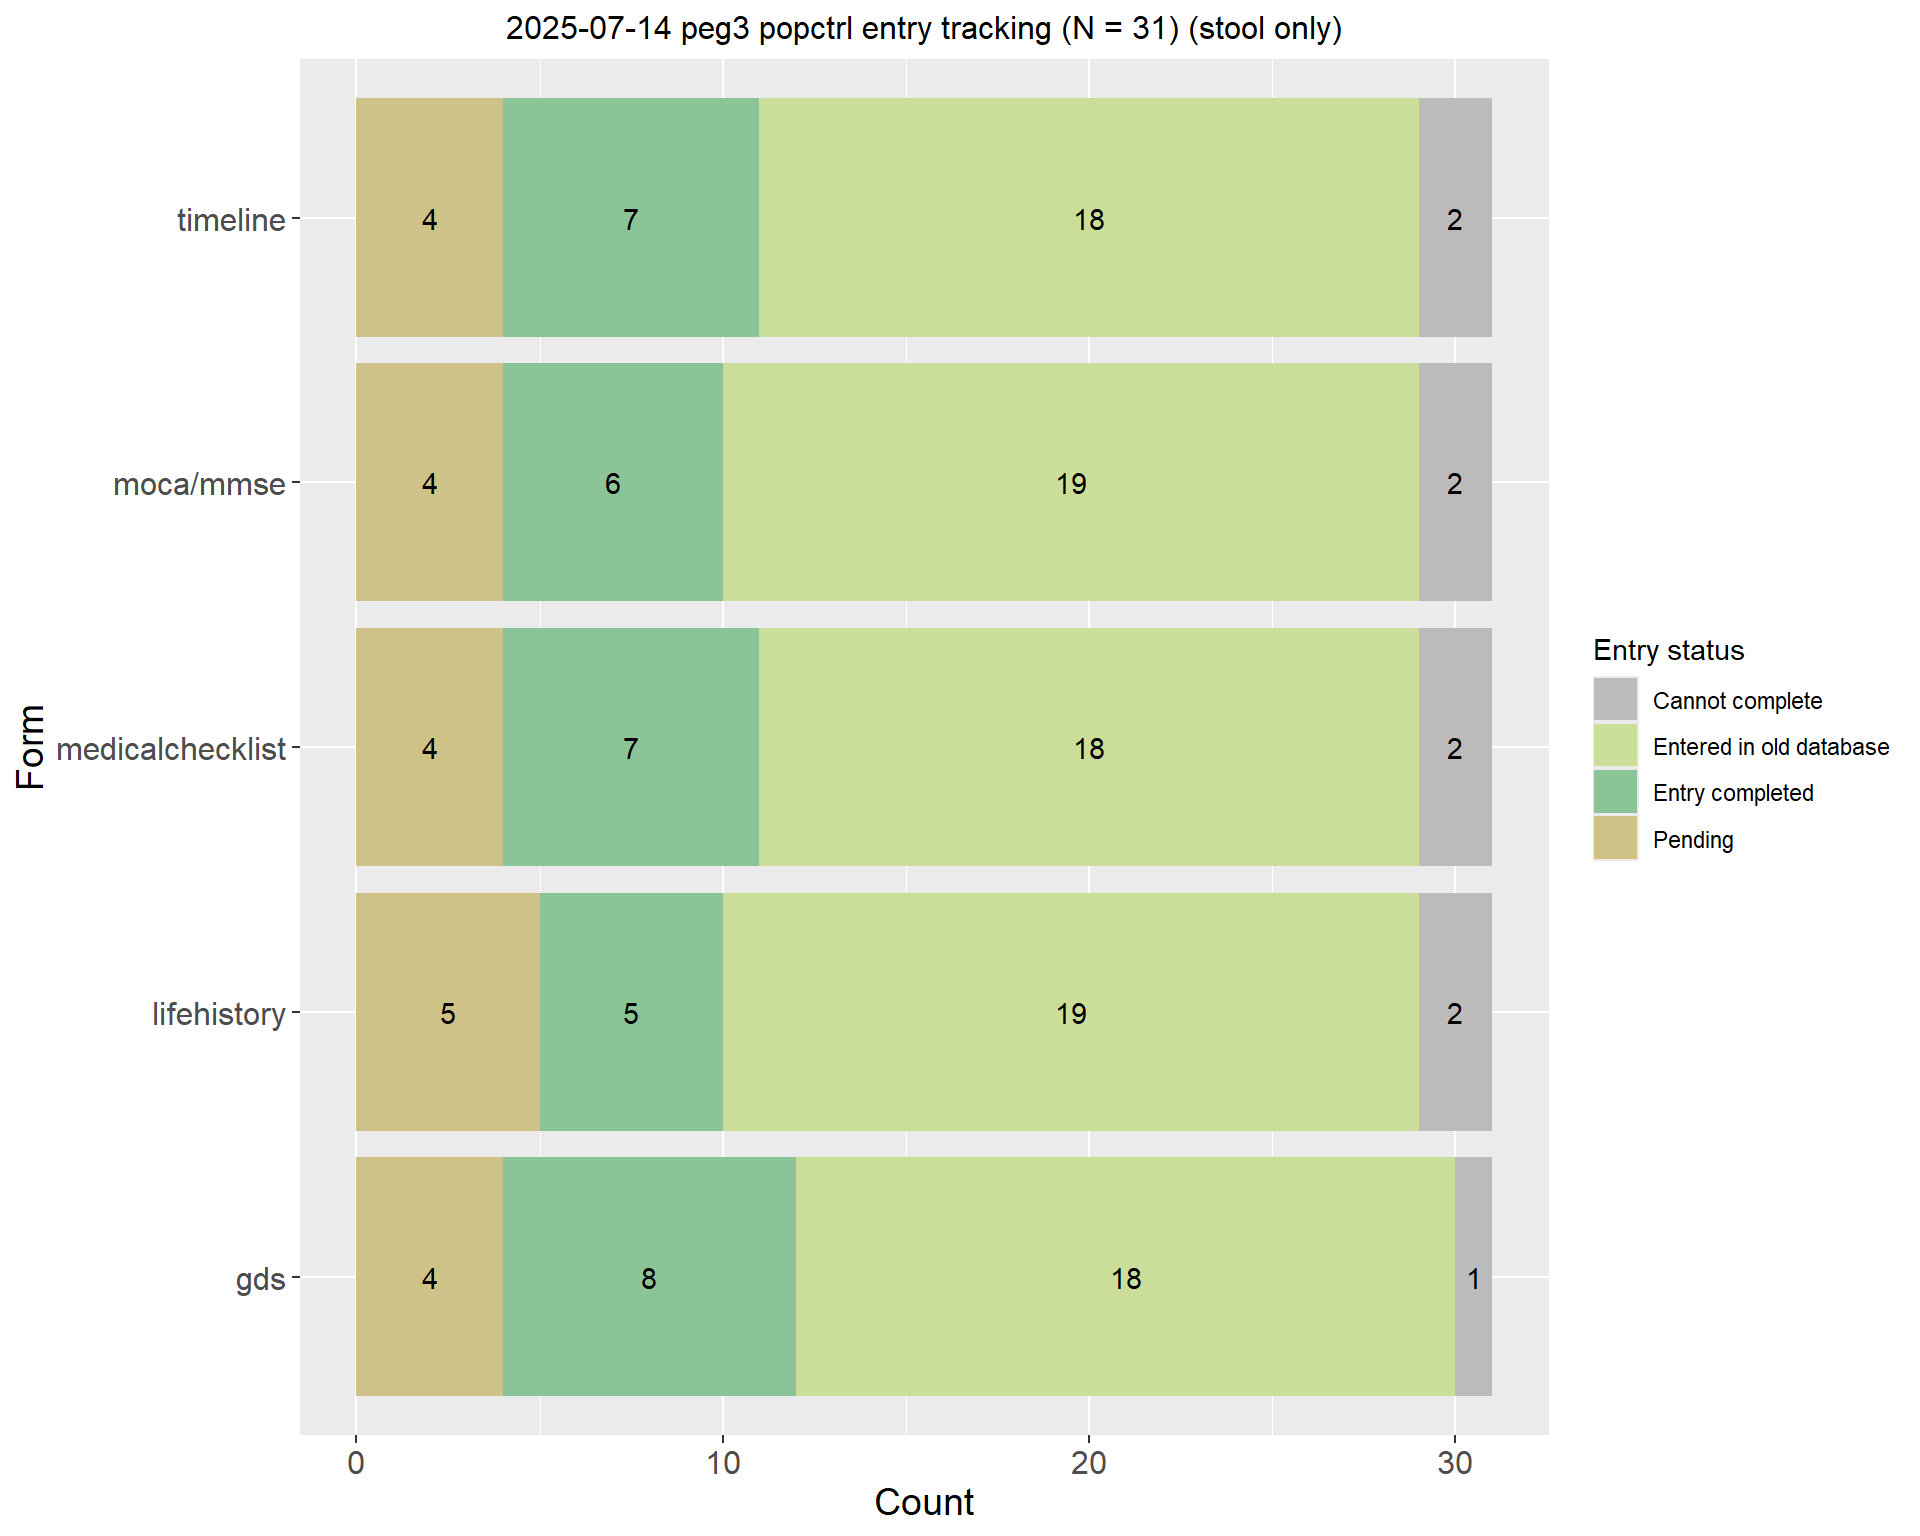 2025-07-14 peg3 popctrl entry tracking (N = 31) (stool only)
timeline
4 7 18 2
moca/mmse
4 6 19 2
medicalchecklist
4 7 18 2
lifehistory
5 5 19 2
gds
4 8 18 1
Form
0 10 20 30
Count
Entry status
Cannot complete
Entered in old database
Entry completed
Pending